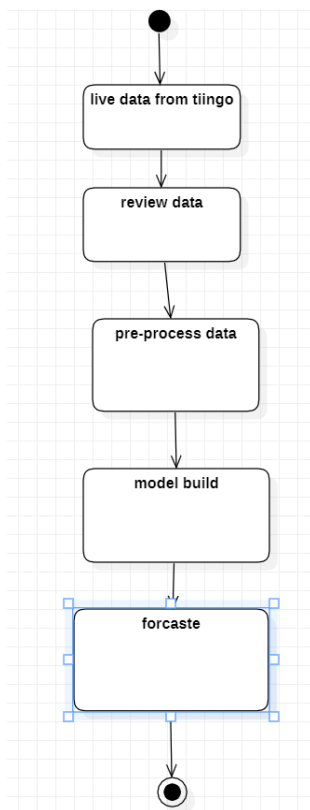 live data from tiingo
review data
pre-process data
model build
forcaste